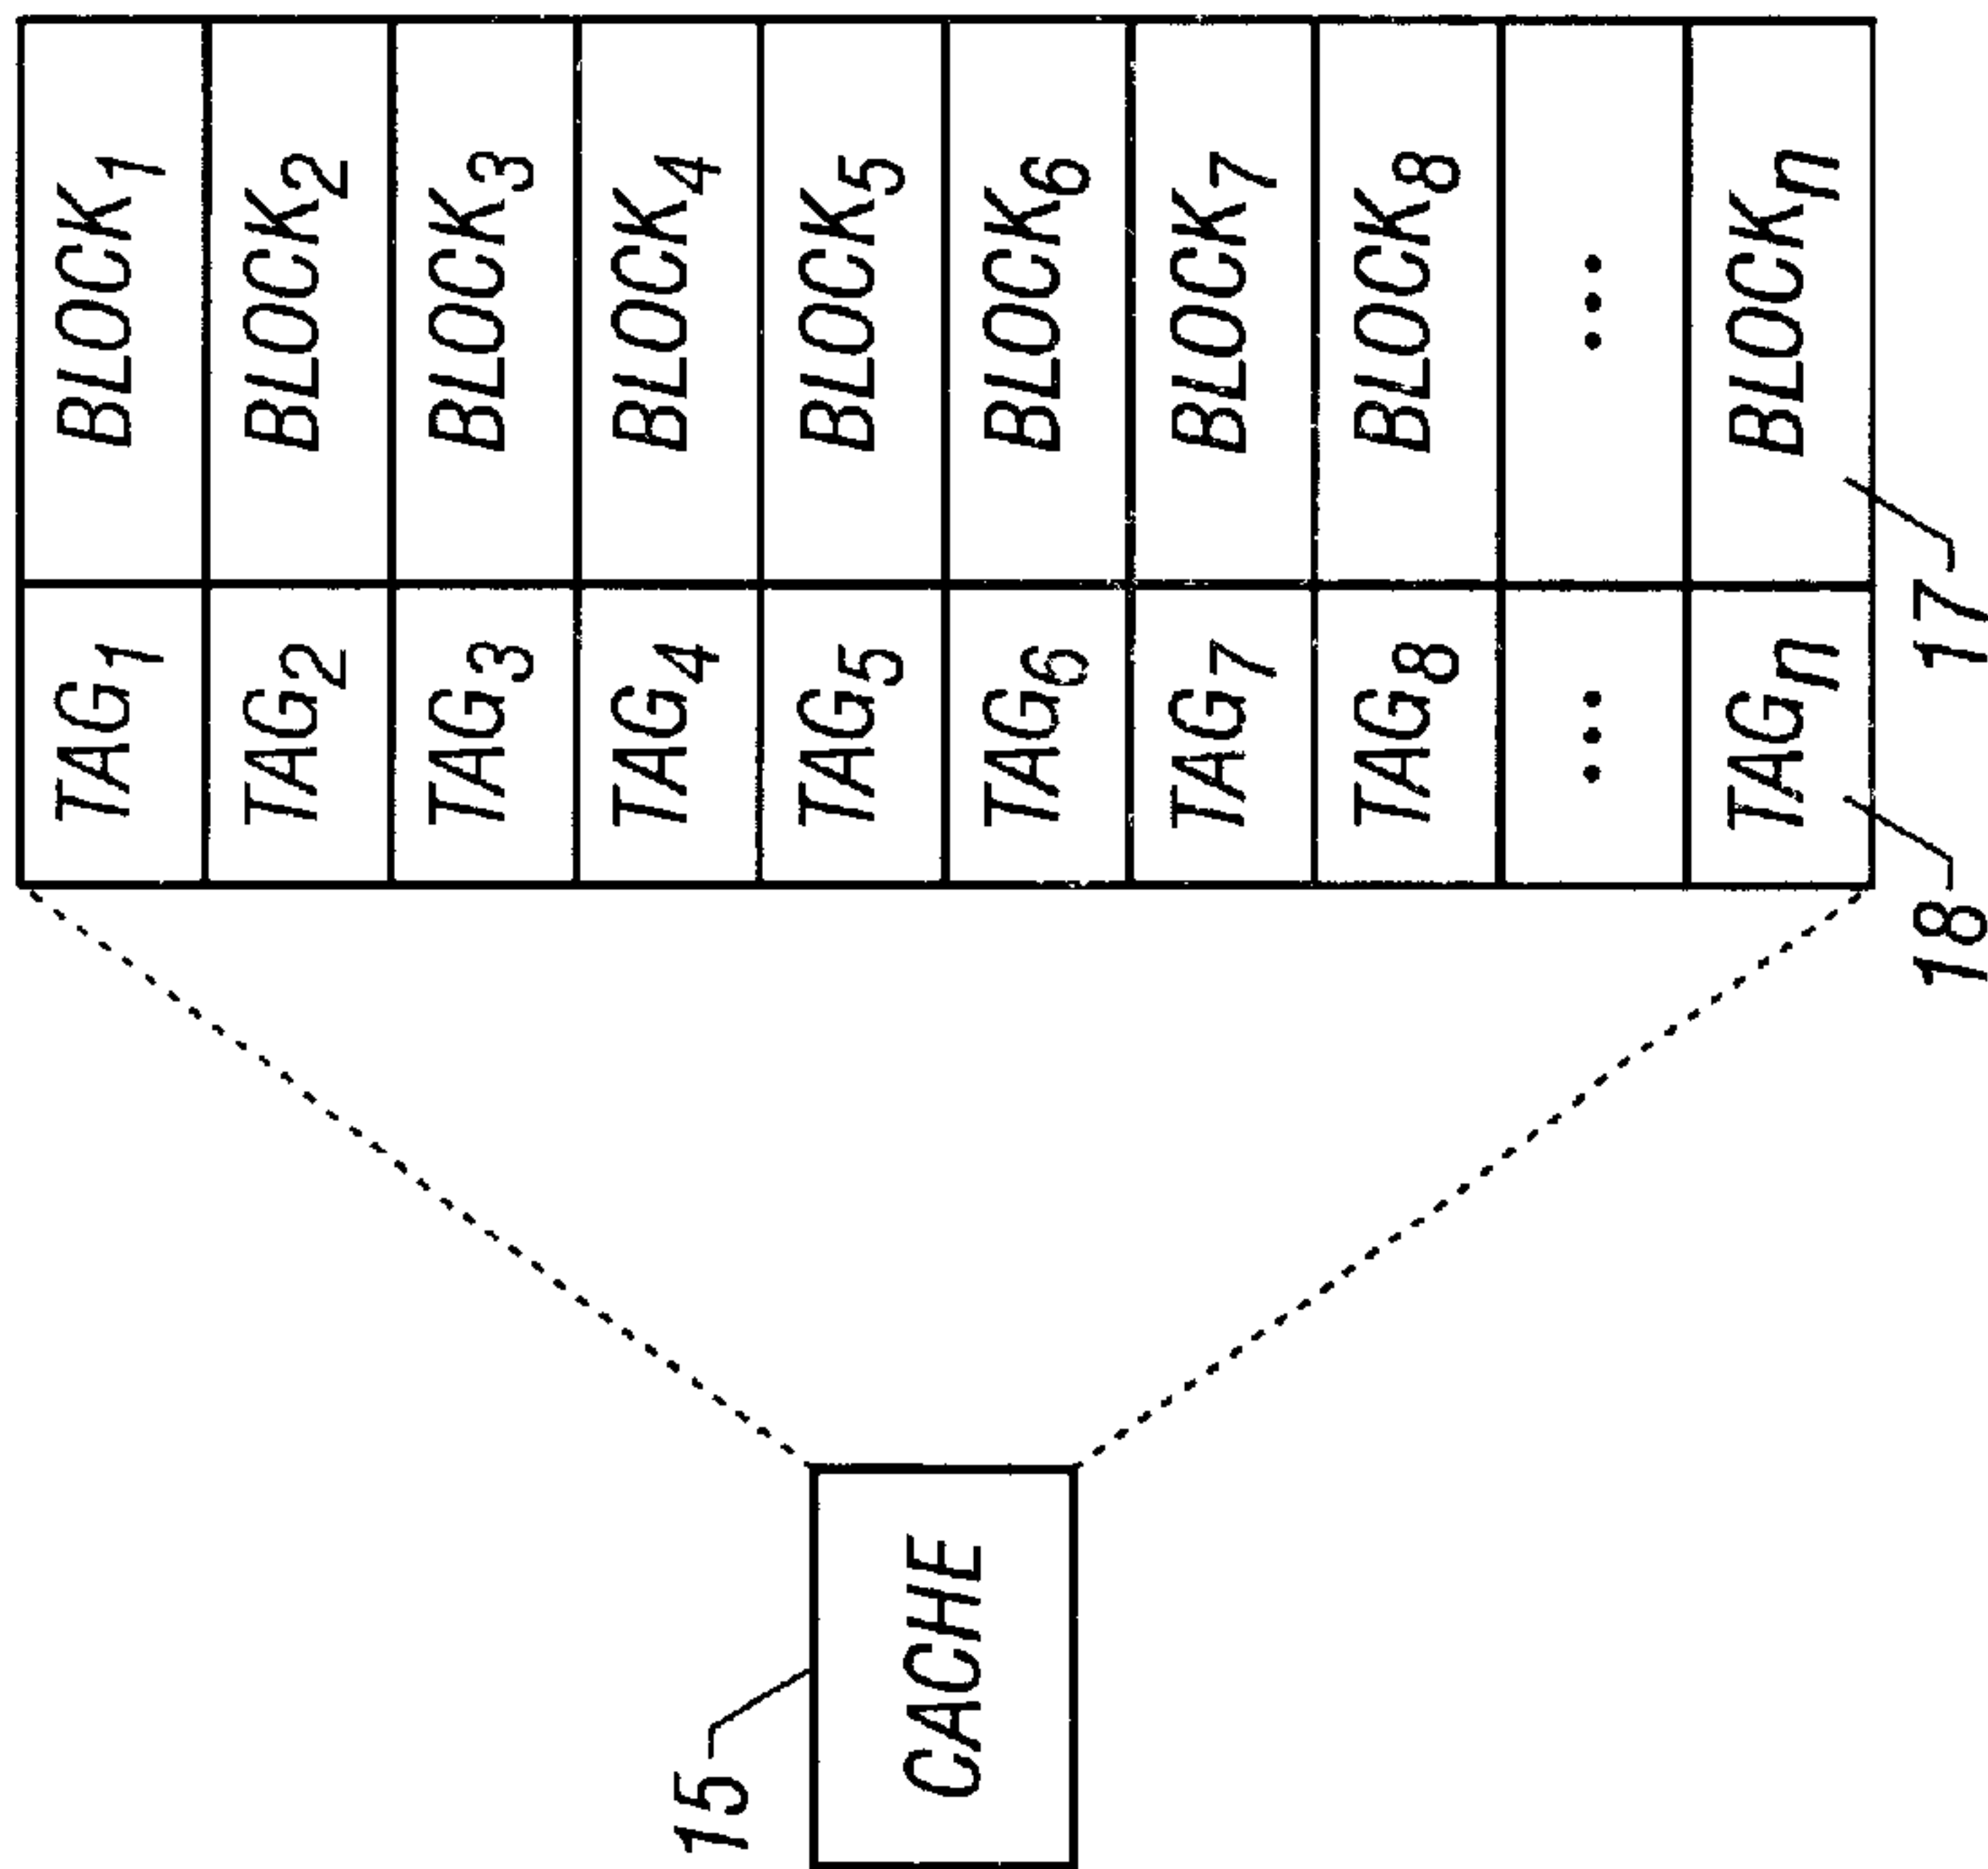 TAG1 BLOCK1
TAG2 BLOCK2
TAG3 BLOCK3
TAG4 BLOCK4
TAG5 BLOCK5
TAG6 BLOCK6
TAG7 BLOCK7
TAG8 BLOCK8
••• •••
TAGn BLOCKn
15
CACHE
18
17